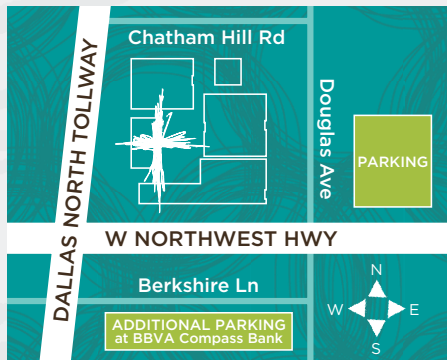 Chatham Hill Rd
DALLAS NORTH TOLLWAY
Douglas Ave
PARKING
W NORTHWEST HWY
Berkshire Ln
ADDITIONAL PARKING
at BBVA Compass Bank
N
W E
S